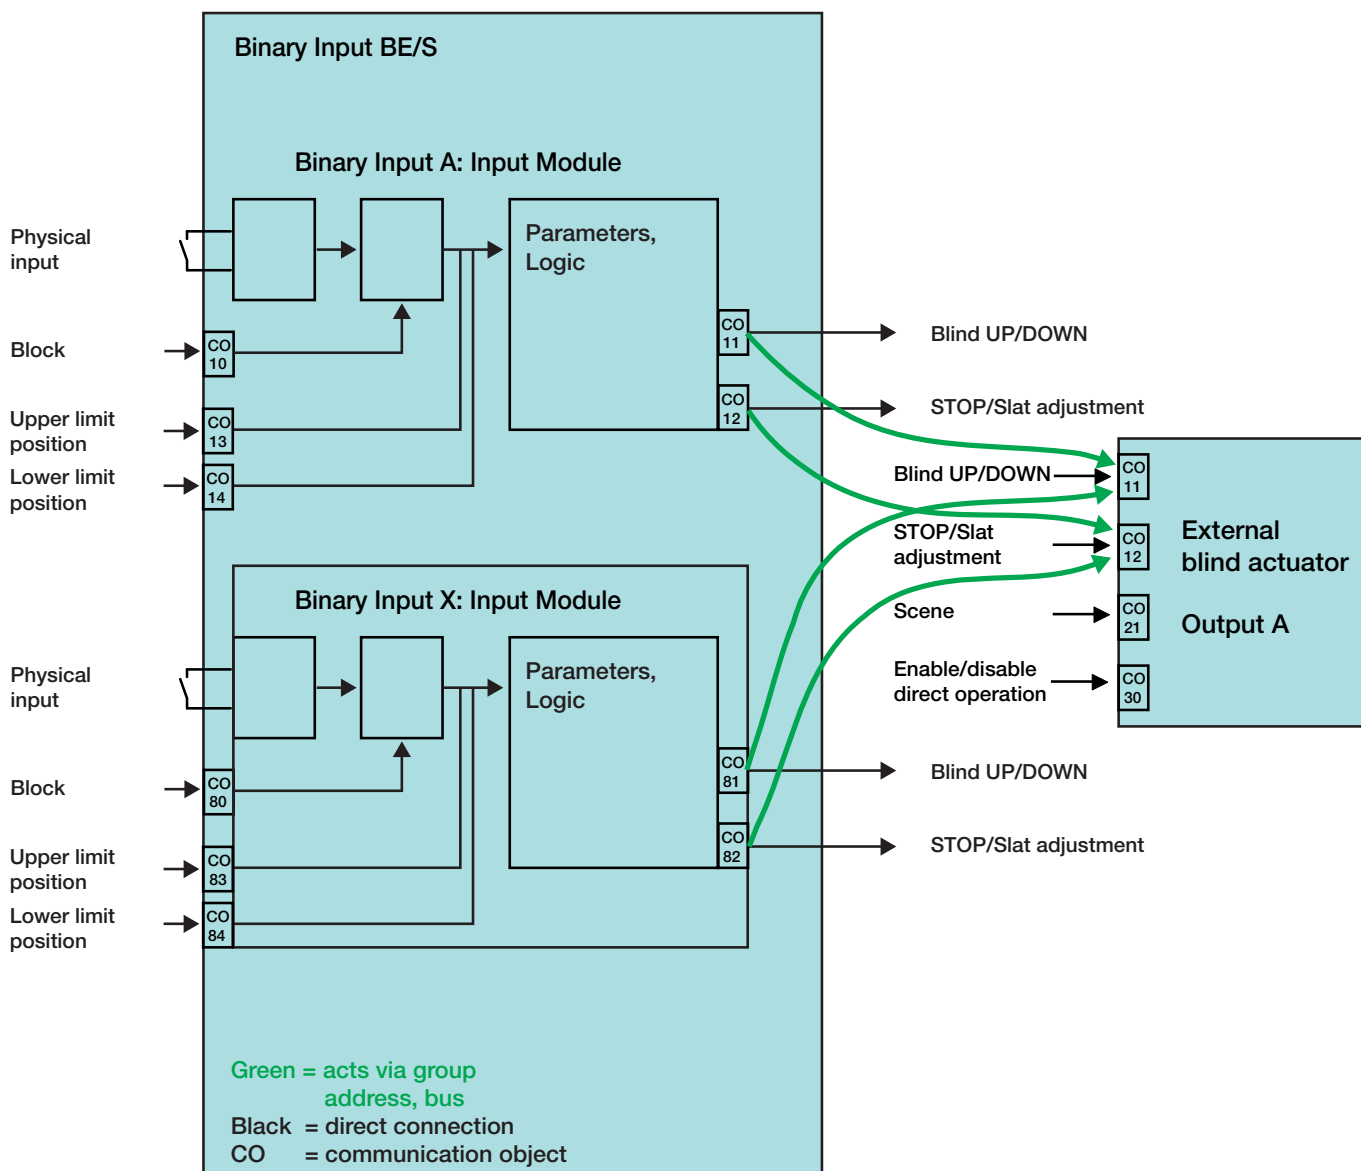 Binary Input BE/S
Binary Input A: Input Module
Physical
input
Parameters,
Logic
Block
CO
10
CO
11
Blind UP/DOWN
Upper limit
position
CO
13
CO
12
STOP/Slat adjustment
Lower limit
position
CO
14
Blind UP/DOWN
CO
11
STOP/Slat
adjustment
CO
12
External
blind actuator
Scene
CO
21
Output A
Enable/disable
direct operation
CO
30
Binary Input X: Input Module
Physical
input
Parameters,
Logic
Block
CO
80
CO
81
Blind UP/DOWN
Upper limit
position
CO
83
CO
82
STOP/Slat adjustment
Lower limit
position
CO
84
Green = acts via group
address, bus
Black = direct connection
CO = communication object